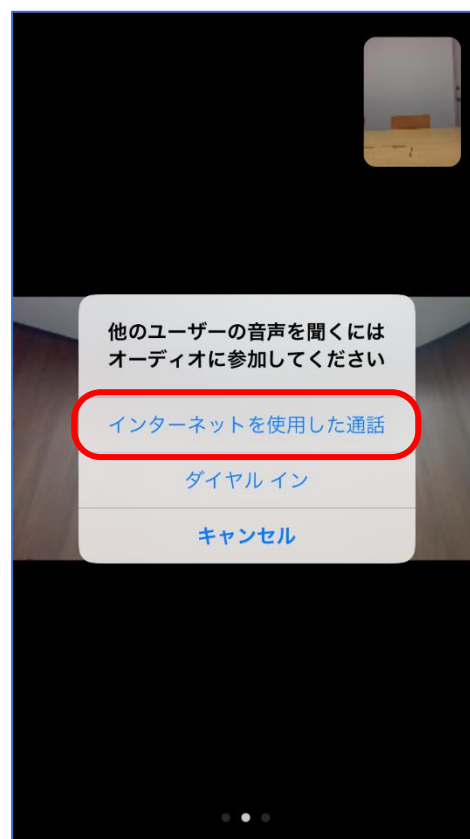 他のユーザーの音声を聞くには
オーディオに参加してください
インターネットを使用した通話
ダイヤル イン
キャンセル